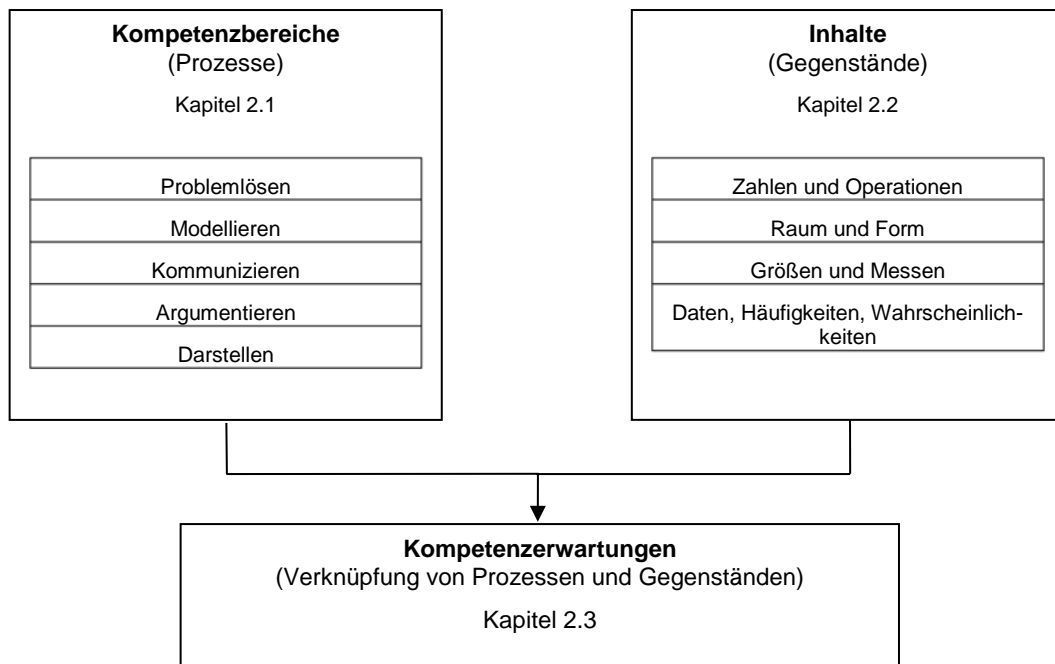 Kompetenzbereiche
(Prozesse)
Kapitel 2.1
Problemlösen
Modellieren
Kommunizieren
Argumentieren
Darstellen
Inhalte
(Gegenstände)
Kapitel 2.2
Zahlen und Operationen
Raum und Form
Größen und Messen
Daten, Häufigkeiten, Wahrscheinlich-
keiten
Kompetenzerwartungen
(Verknüpfung von Prozessen und Gegenständen)
Kapitel 2.3